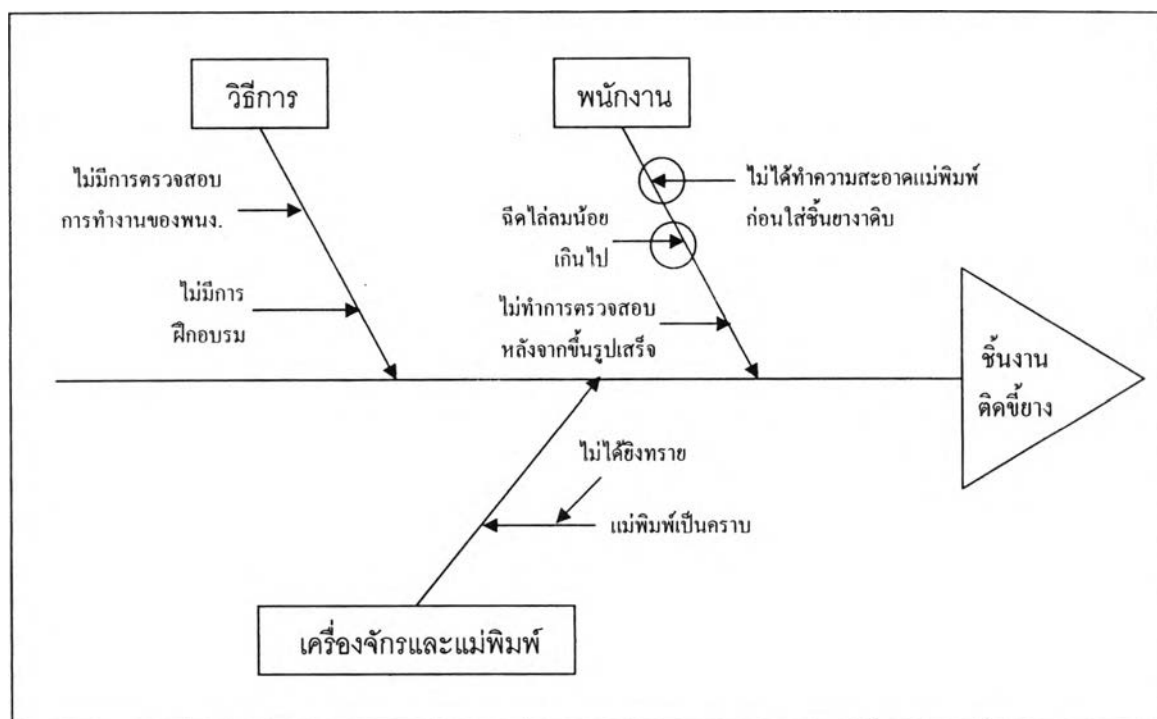 วิธีการ
พนักงาน
ไม่มีการตรวจสอบ
การทำงานของพนง.
ไม่มีการ
ฝึกอบรม
ไม่ได้ทำความสะอาดแม่พิมพ์
ก่อนใส่ชิ้นยางาดิบ
ฉีดไล่ลมน้อย
เกินไป
ไม่ทำการตรวจสอบ
หลังจากขึ้นรูปเสร็จ
ชิ้นงาน
ติดขี้ยาง
ไม่ได้ยิงทราย
แม่พิมพ์เป็นคราบ
เครื่องจักรและแม่พิมพ์